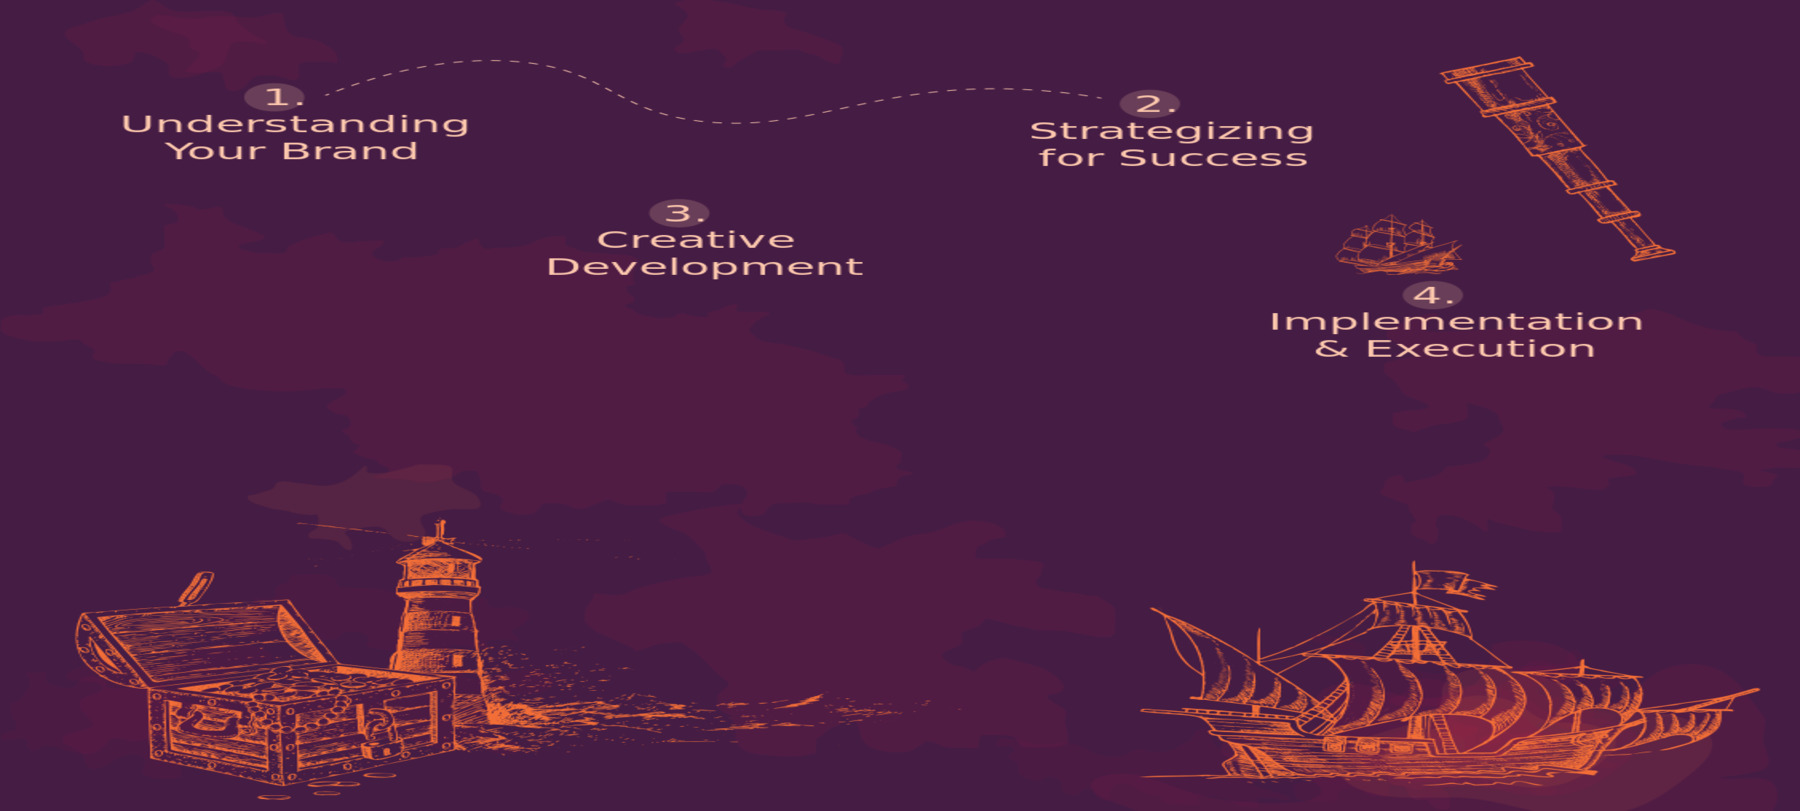 1.
Understanding
Your Brand
2.
Strategizing
for Success
3.
Creative
Development
4.
Implementation
& Execution